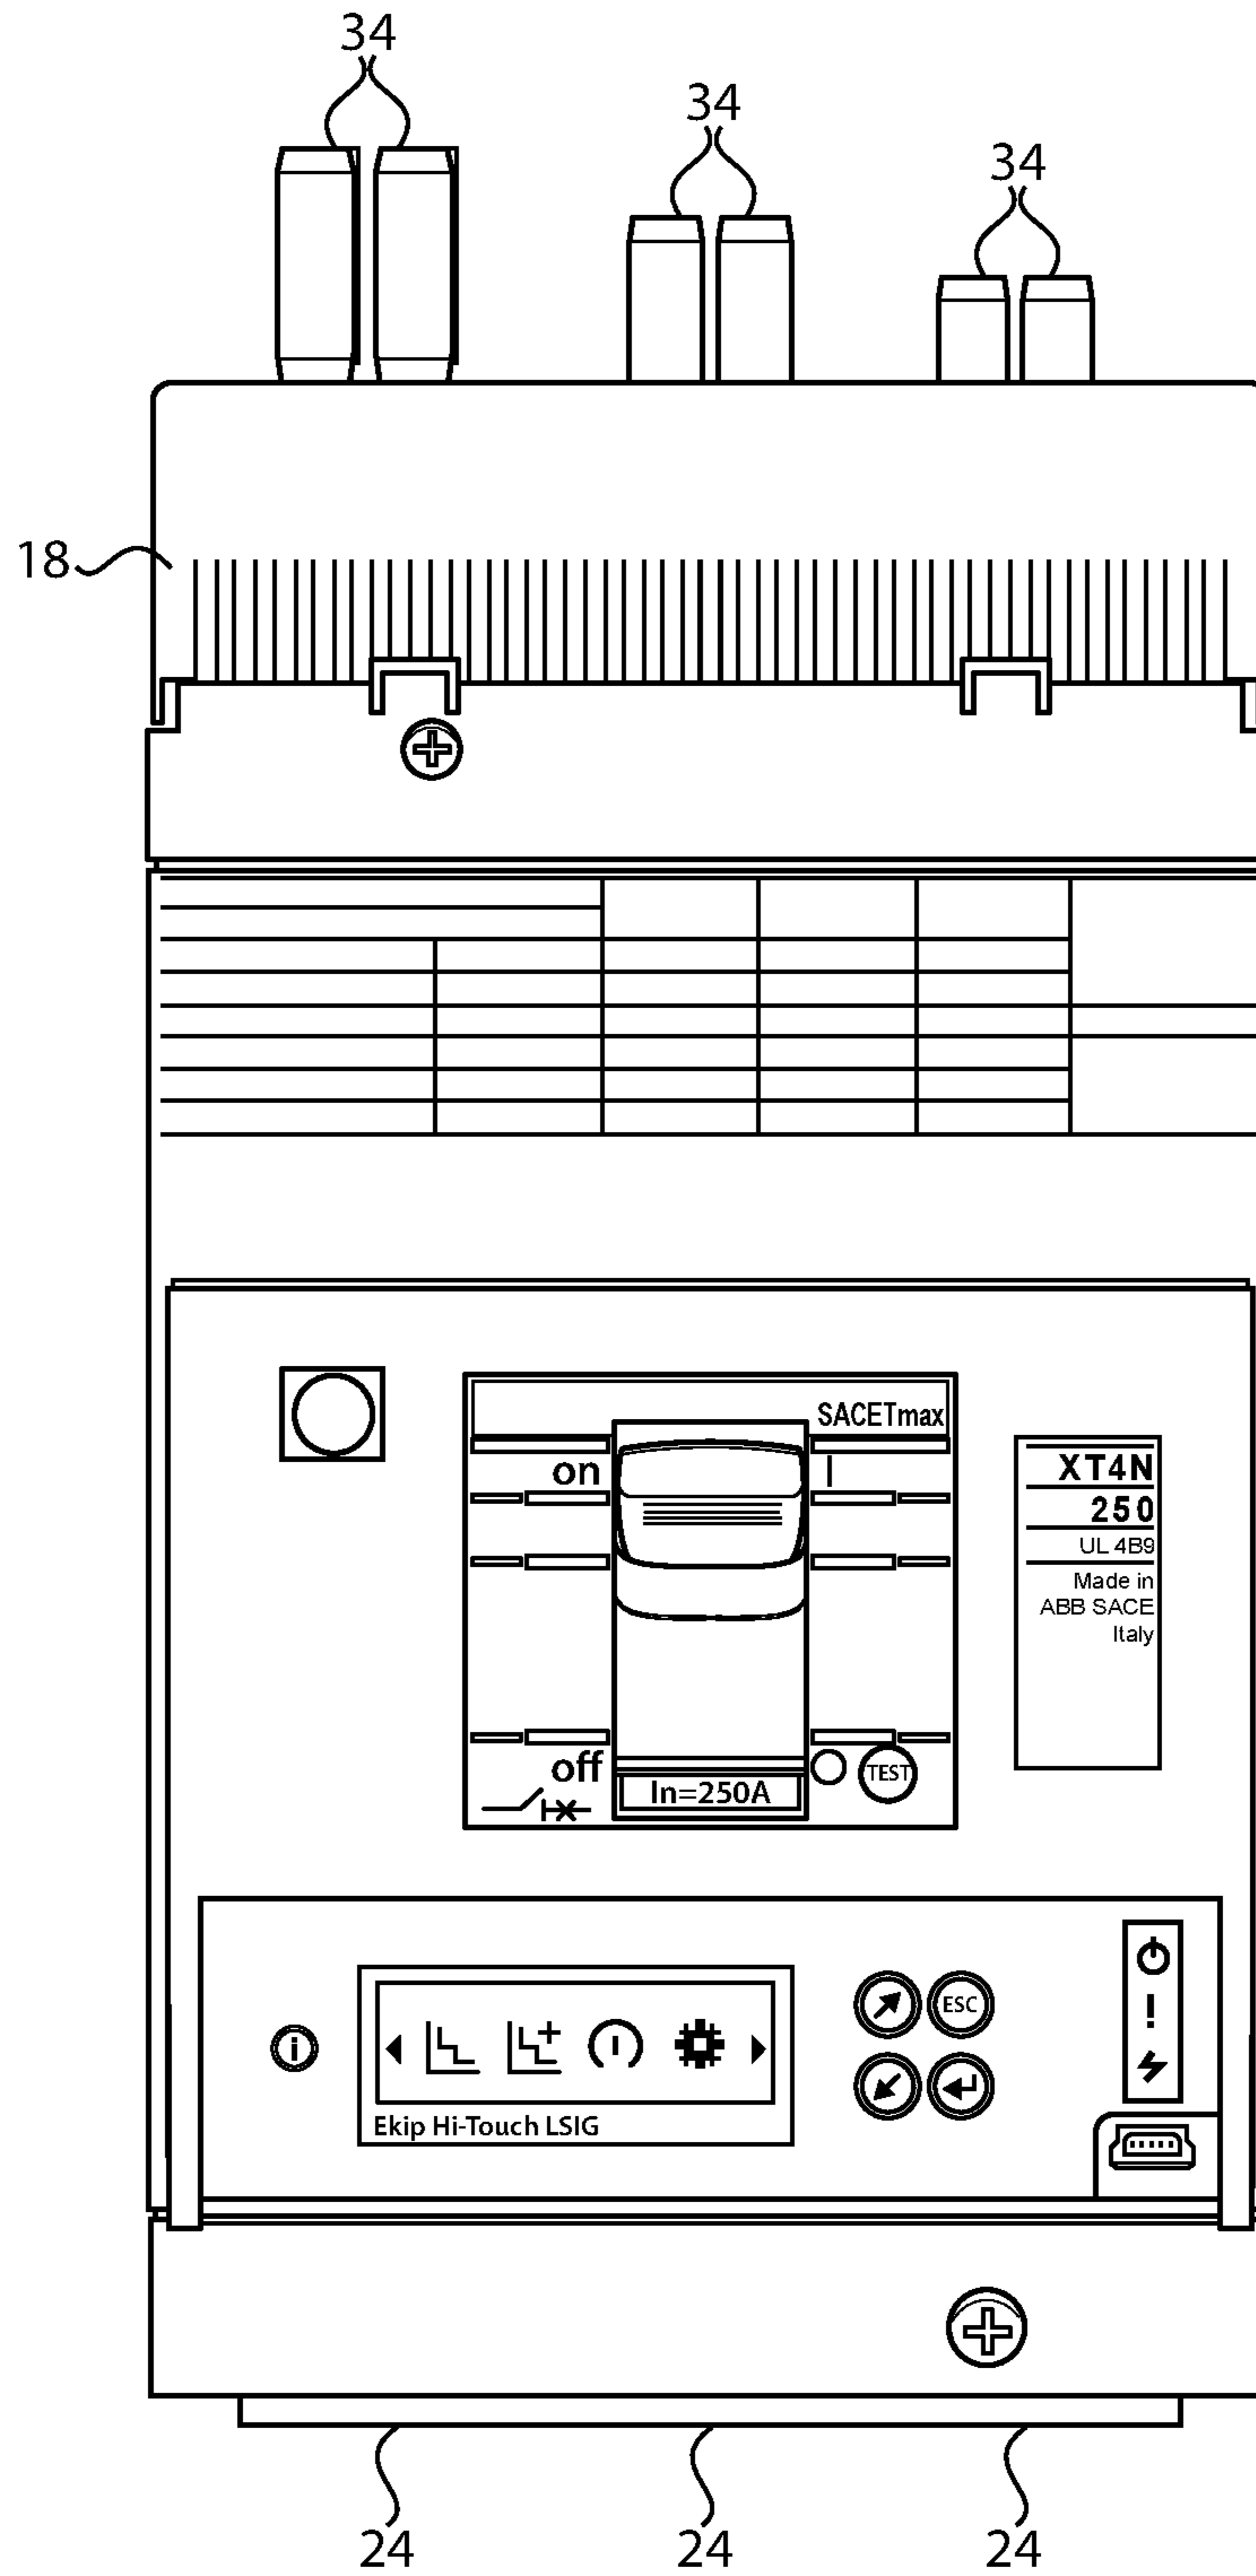 34
34
34
18
SACETmax
on
I
XT4N
250
UL 4B9
Made in
ABB SACE
Italy
off
TEST
In=250A
ESC
i
!
Ekip Hi-Touch LSIG
24
24
24